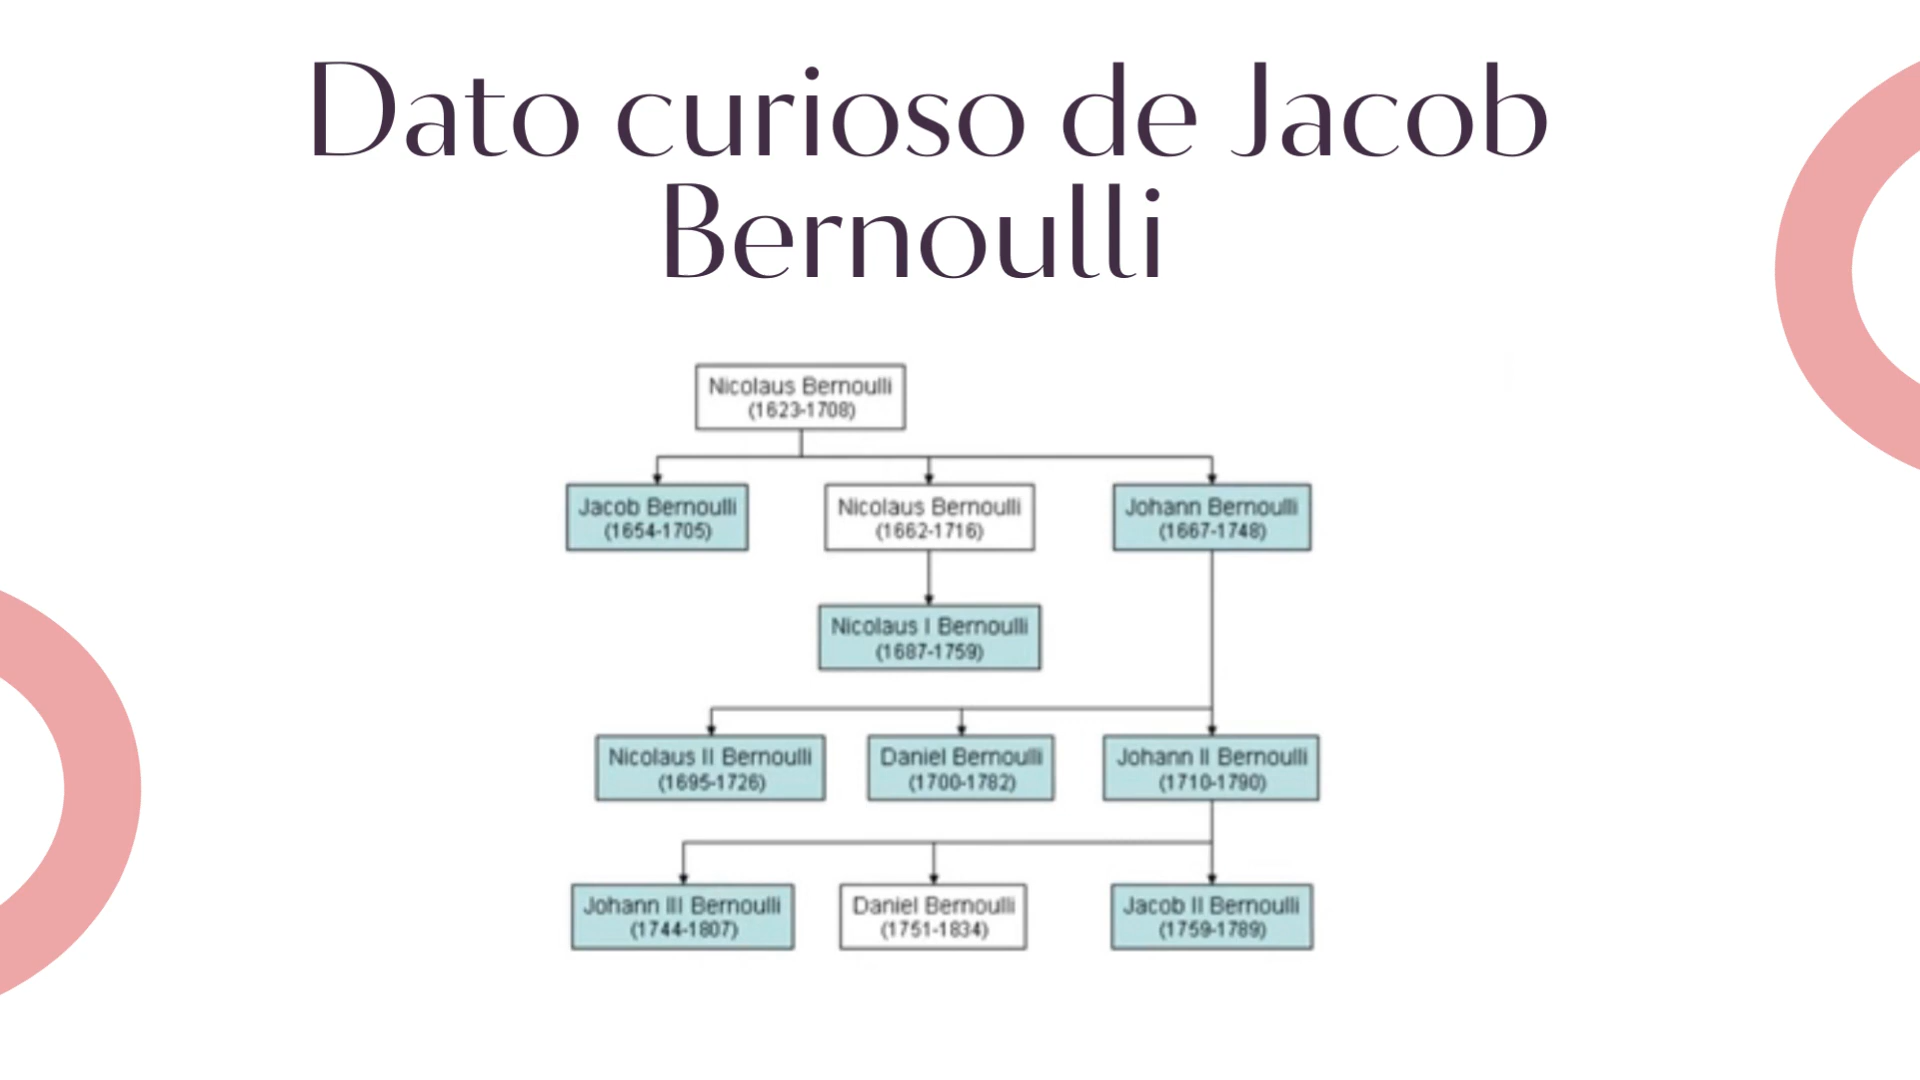 Dato curioso de Jacob
Bernoulli
Nicolaus Bernoulli
(1623-1708)
Jacob Bernoulli
(1654-1705)
Nicolaus Bernoulli
(1662-1716)
Johann Bernoulli
(1667-1748)
Nicolaus I Bernoulli
(1687-1759)
Nicolaus II Bernoulli
(1695-1726)
Daniel Bernoulli
(1700-1782)
Johann II Bernoulli
(1710-1790)
Johann III Bernoulli
(1744-1807)
Daniel Bernoulli
(1751-1834)
Jacob II Bernoulli
(1759-1789)